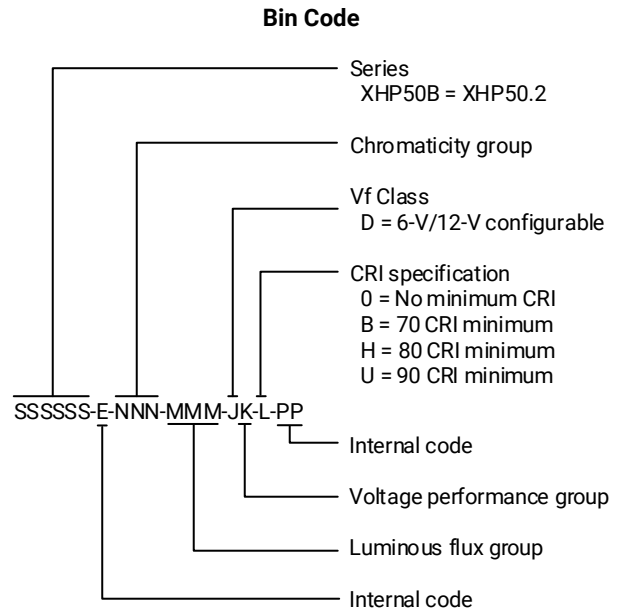 Bin Code
Series
XHP50B = XHP50.2
Chromaticity group
Vf Class
D = 6-V/12-V configurable
CRI specification
0 = No minimum CRI
B = 70 CRI minimum
H = 80 CRI minimum
U = 90 CRI minimum
SSSSSS-E-NNN-MMM-JK-L-PP
Internal code
Voltage performance group
Luminous flux group
Internal code